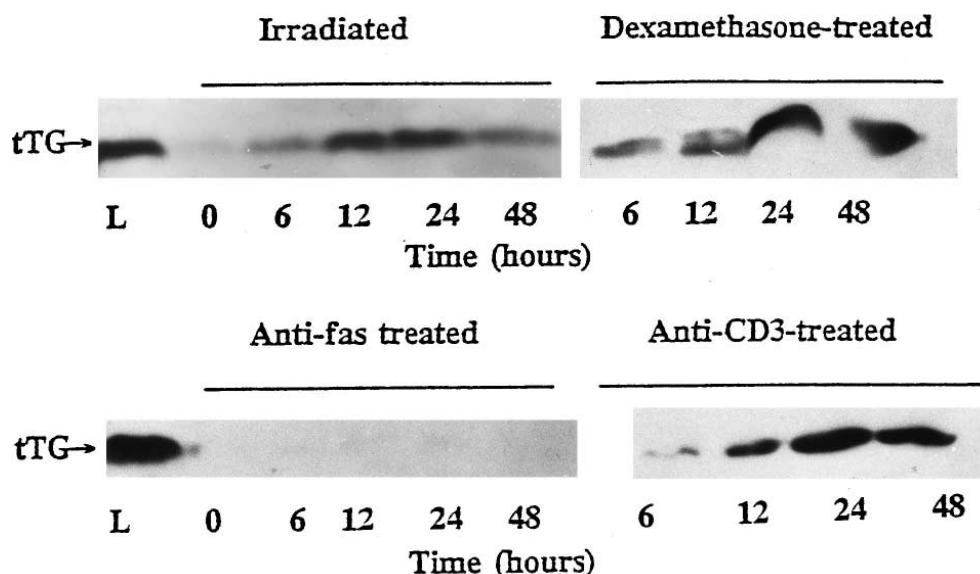 Irradiated
Dexamethasone-treated
tTG→
L 0 6 12 24 48 6 12 24 48
Time (hours)
Anti-fas treated
Anti-CD3-treated
tTG→
L 0 6 12 24 48 6 12 24 48
Time (hours)